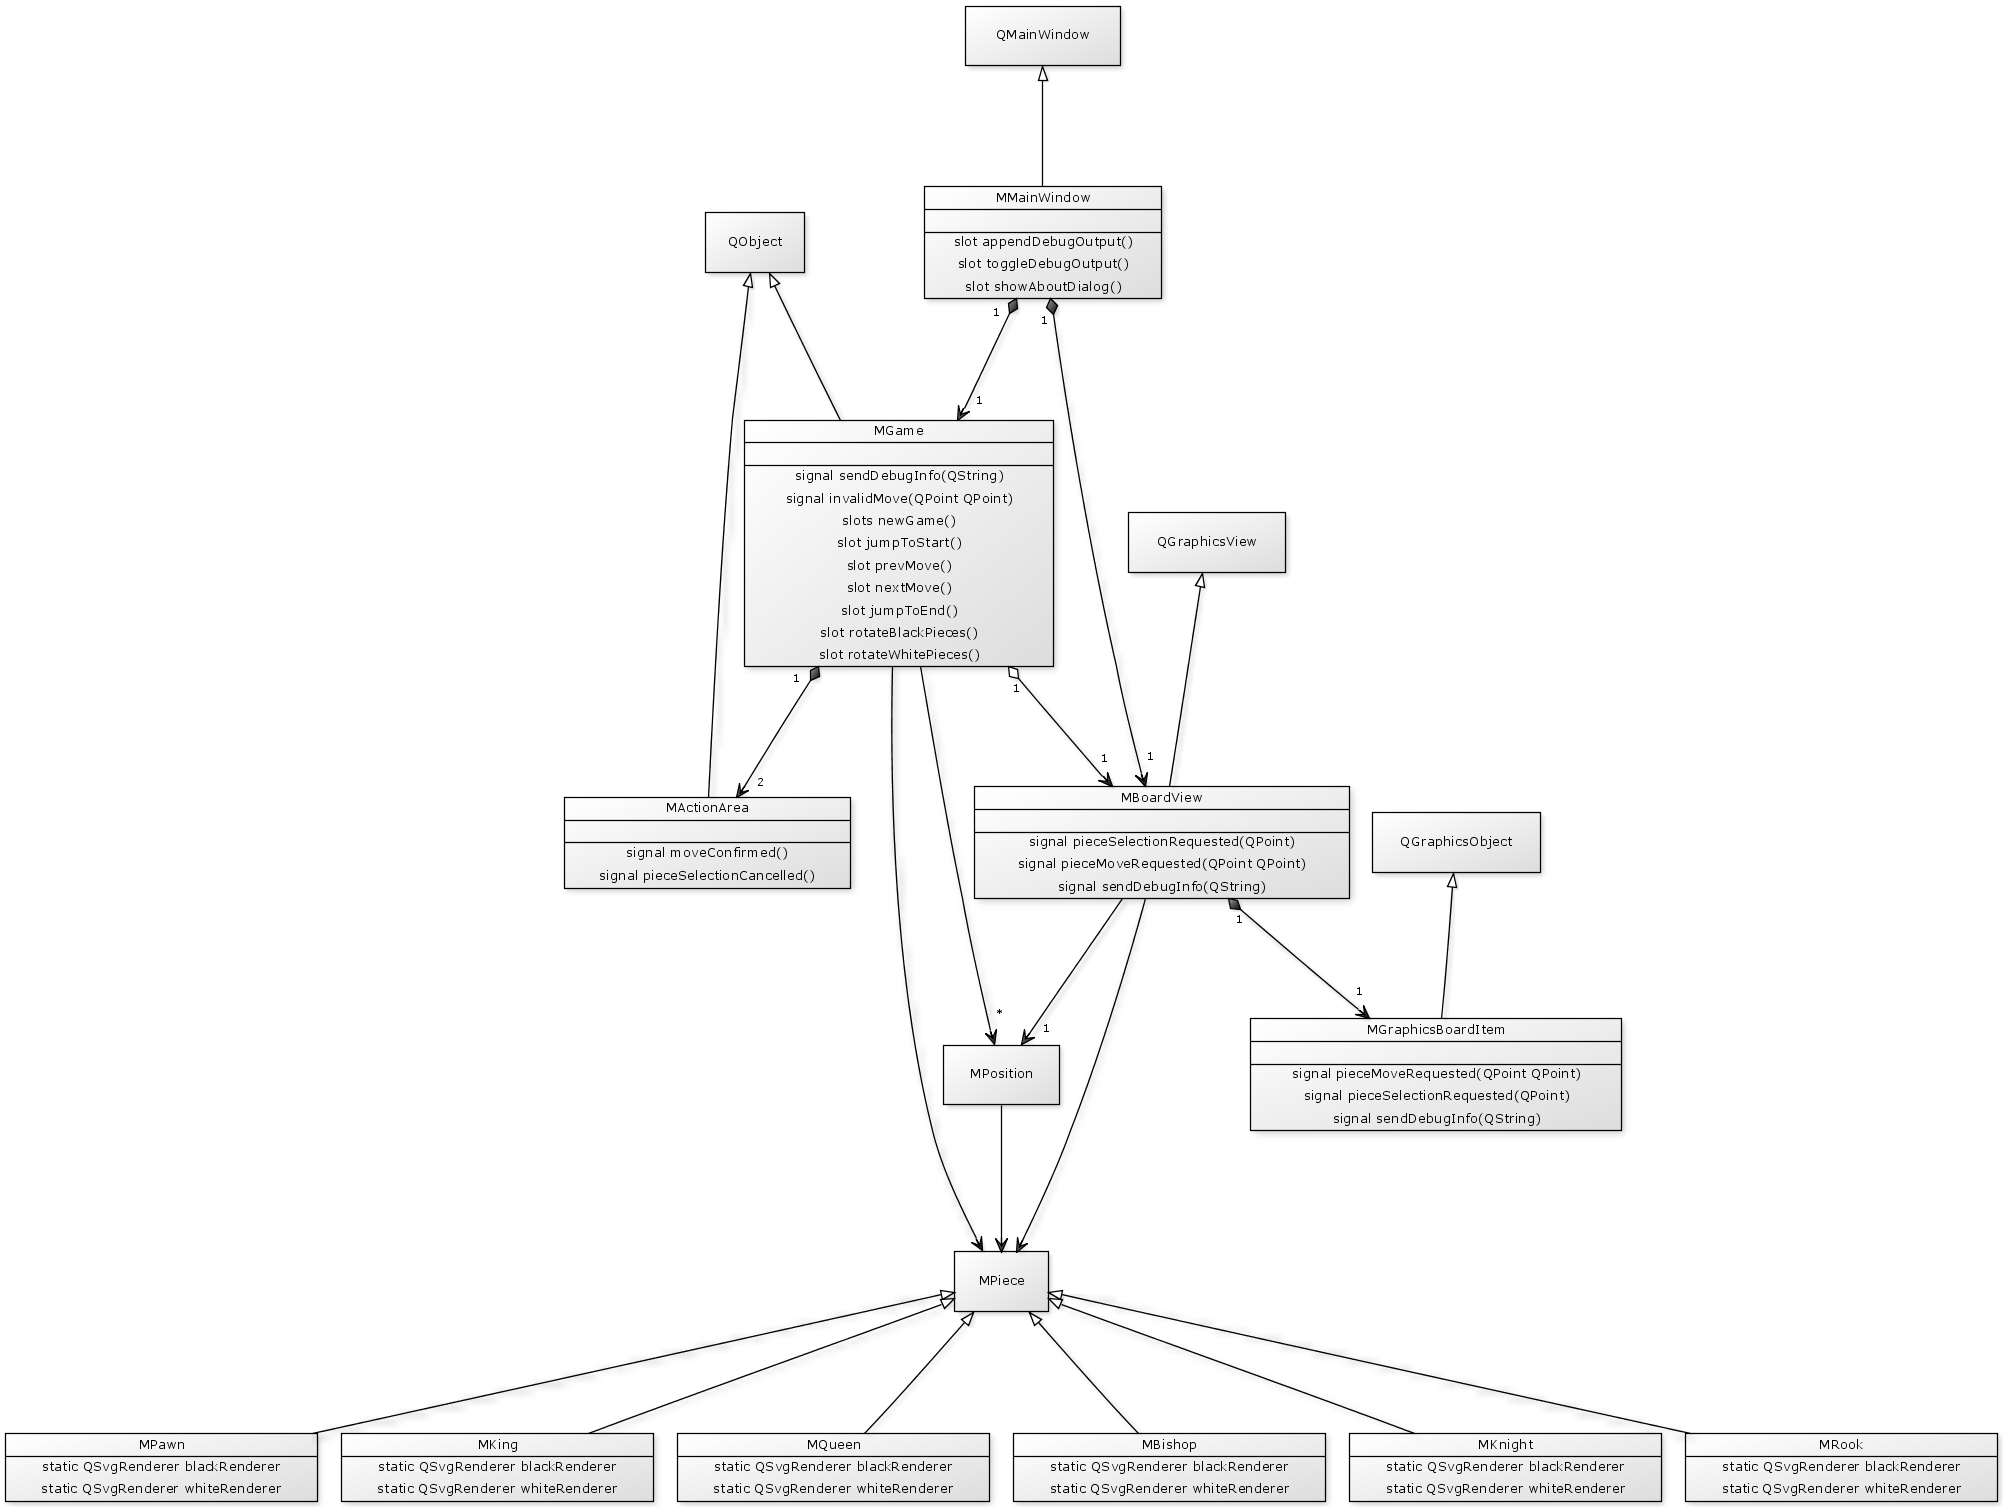 QMainWindow
MMainWindow
slot appendDebugOutput()
slot toggleDebugOutput()
slot showAboutDialog()
QObject
1
1
1
MGame
signal sendDebugInfo(QString)
signal invalidMove(QPoint QPoint)
slots newGame()
slot jumpToStart()
slot prevMove()
slot nextMove()
slot jumpToEnd()
slot rotateBlackPieces()
slot rotateWhitePieces()
QGraphicsView
1
1
1
1
2
MActionArea
signal moveConfirmed()
signal pieceSelectionCancelled()
MBoardView
signal pieceSelectionRequested(QPoint)
signal pieceMoveRequested(QPoint QPoint)
signal sendDebugInfo(QString)
QGraphicsObject
1
1
*
1
MPosition
MGraphicsBoardItem
signal pieceMoveRequested(QPoint QPoint)
signal pieceSelectionRequested(QPoint)
signal sendDebugInfo(QString)
MPiece
MPawn
static QSvgRenderer blackRenderer
static QSvgRenderer whiteRenderer
MKing
static QSvgRenderer blackRenderer
static QSvgRenderer whiteRenderer
MQueen
static QSvgRenderer blackRenderer
static QSvgRenderer whiteRenderer
MBishop
static QSvgRenderer blackRenderer
static QSvgRenderer whiteRenderer
MKnight
static QSvgRenderer blackRenderer
static QSvgRenderer whiteRenderer
MRook
static QSvgRenderer blackRenderer
static QSvgRenderer whiteRenderer